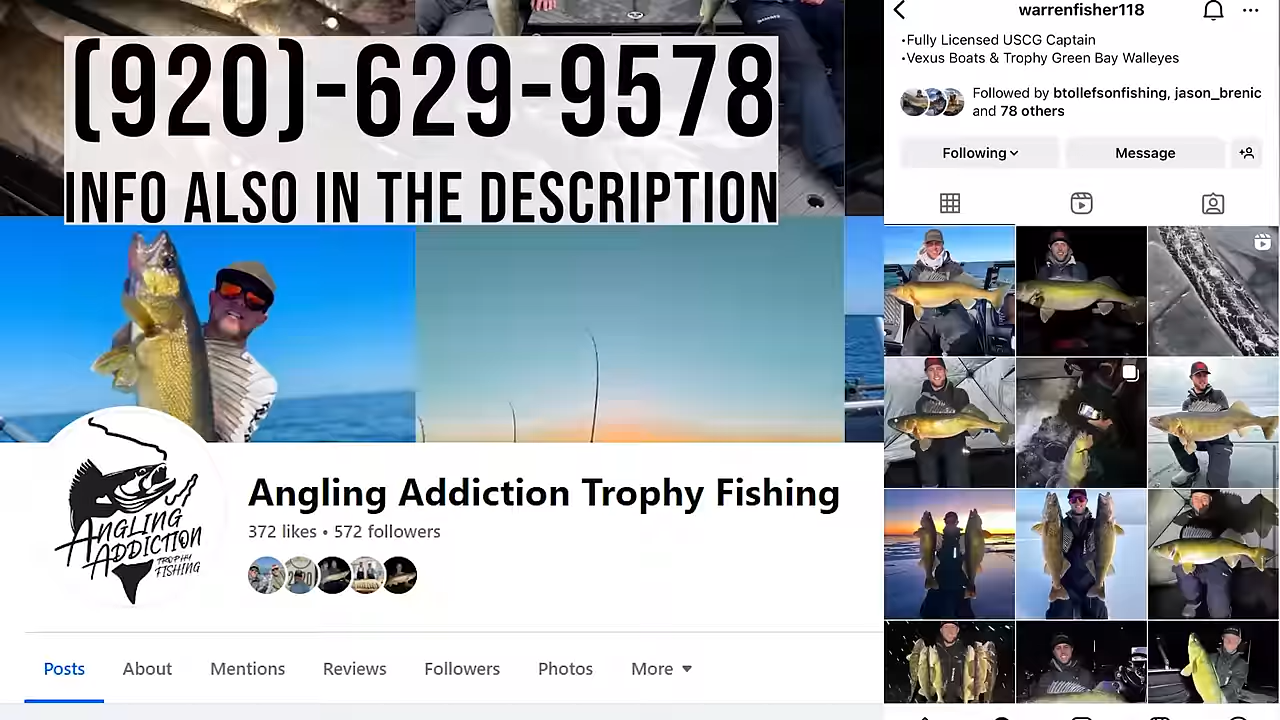 (920)-629-9578
INFO ALSO IN THE DESCRIPTION
ANGLING
ADDICTION
TROPHY
FISHING
Angling Addiction Trophy Fishing
372 likes • 572 followers
Posts
About
Mentions
Reviews
Followers
Photos
More
warrenfisher118
•Fully Licensed USCG Captain
•Vexus Boats & Trophy Green Bay Walleyes
Followed by btollefsonfishing, jason_brenic
and 78 others
Following
Message